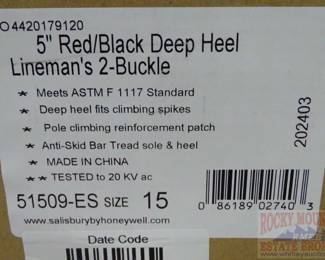 O4420179120
5" Red/Black Deep Heel
Lineman's 2-Buckle
★ Meets ASTM F 1117 Standard
★ Deep heel fits climbing spikes
★ Pole climbing reinforcement patch
★ Anti-Skid Bar Tread sole & heel
★ MADE IN CHINA
★★ TESTED to 20 KV ac
51509-ES SIZE 15
www.salisburybyhoneywell.com
0 86189 02740 3
202403
Date Code
ROCKY MOUNTAIN
ESTATE BROKERS